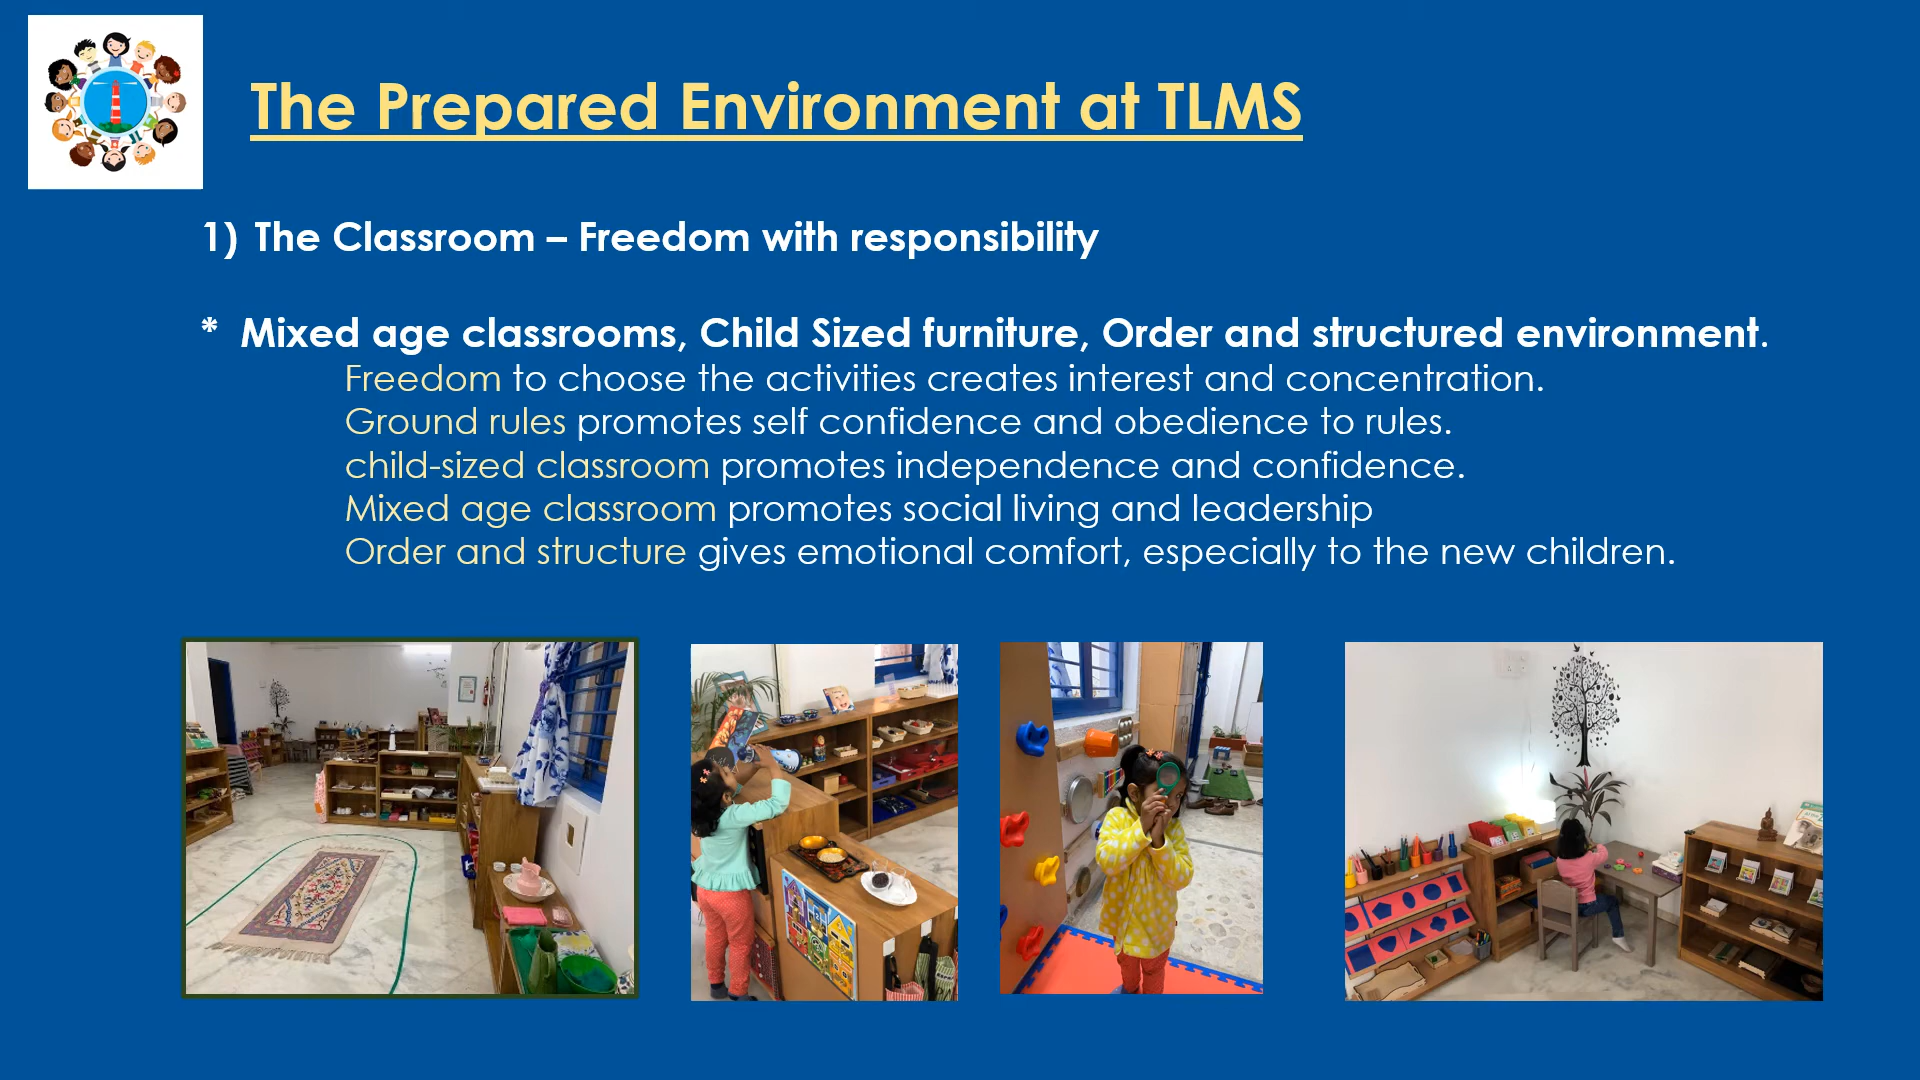 The Prepared Environment at TLMS
1) The Classroom – Freedom with responsibility
* Mixed age classrooms, Child Sized furniture, Order and structured environment.
Freedom to choose the activities creates interest and concentration.
Ground rules promotes self confidence and obedience to rules.
child-sized classroom promotes independence and confidence.
Mixed age classroom promotes social living and leadership
Order and structure gives emotional comfort, especially to the new children.